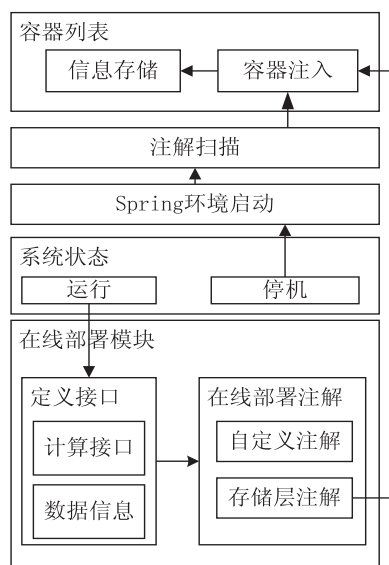 容器列表
信息存储
容器注入
注解扫描
Spring环境启动
系统状态
运行
停机
在线部署模块
定义接口
计算接口
数据信息
在线部署注解
自定义注解
存储层注解